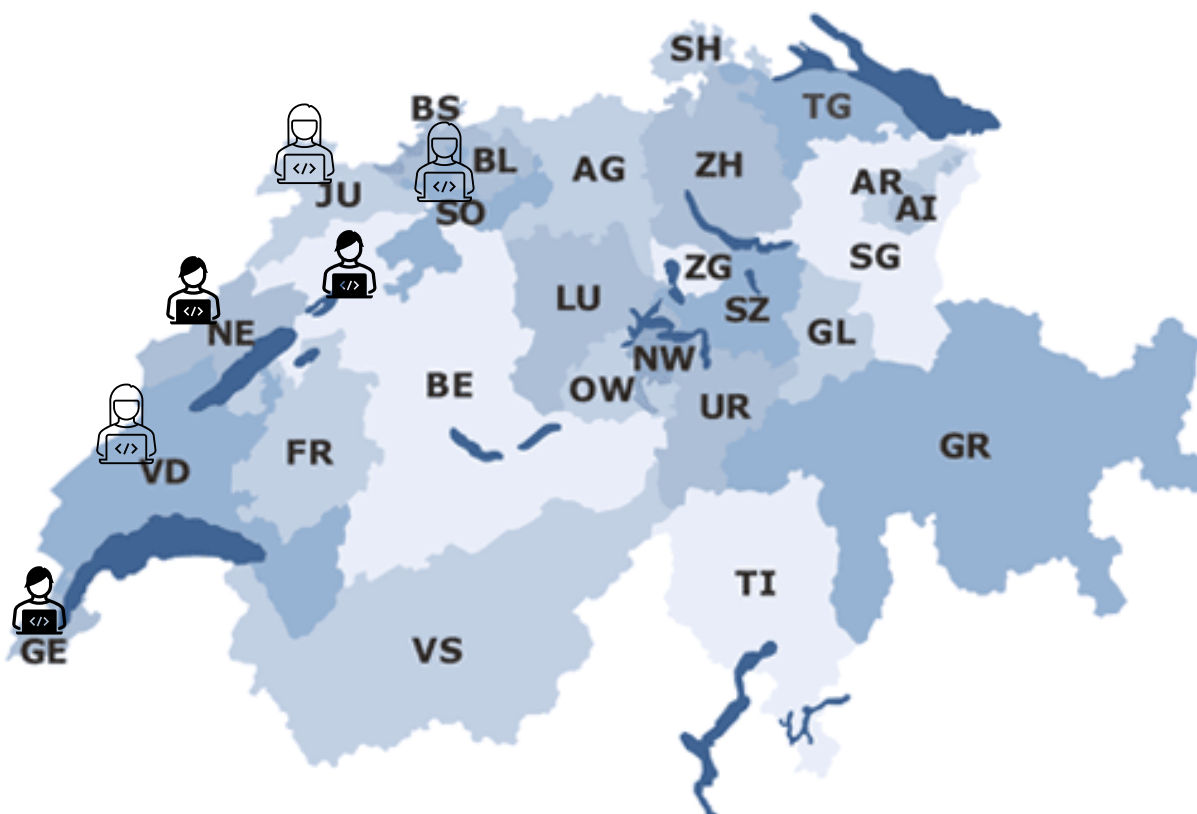 SH
TG
BS
BL
AG
ZH
AR
AI
</>
JU
SO
</>
SG
ZG
</>
LU
SZ
</>
NE
GL
NW
BE
OW
UR
</>
VD
FR
GR
TI
</>
GE
VS